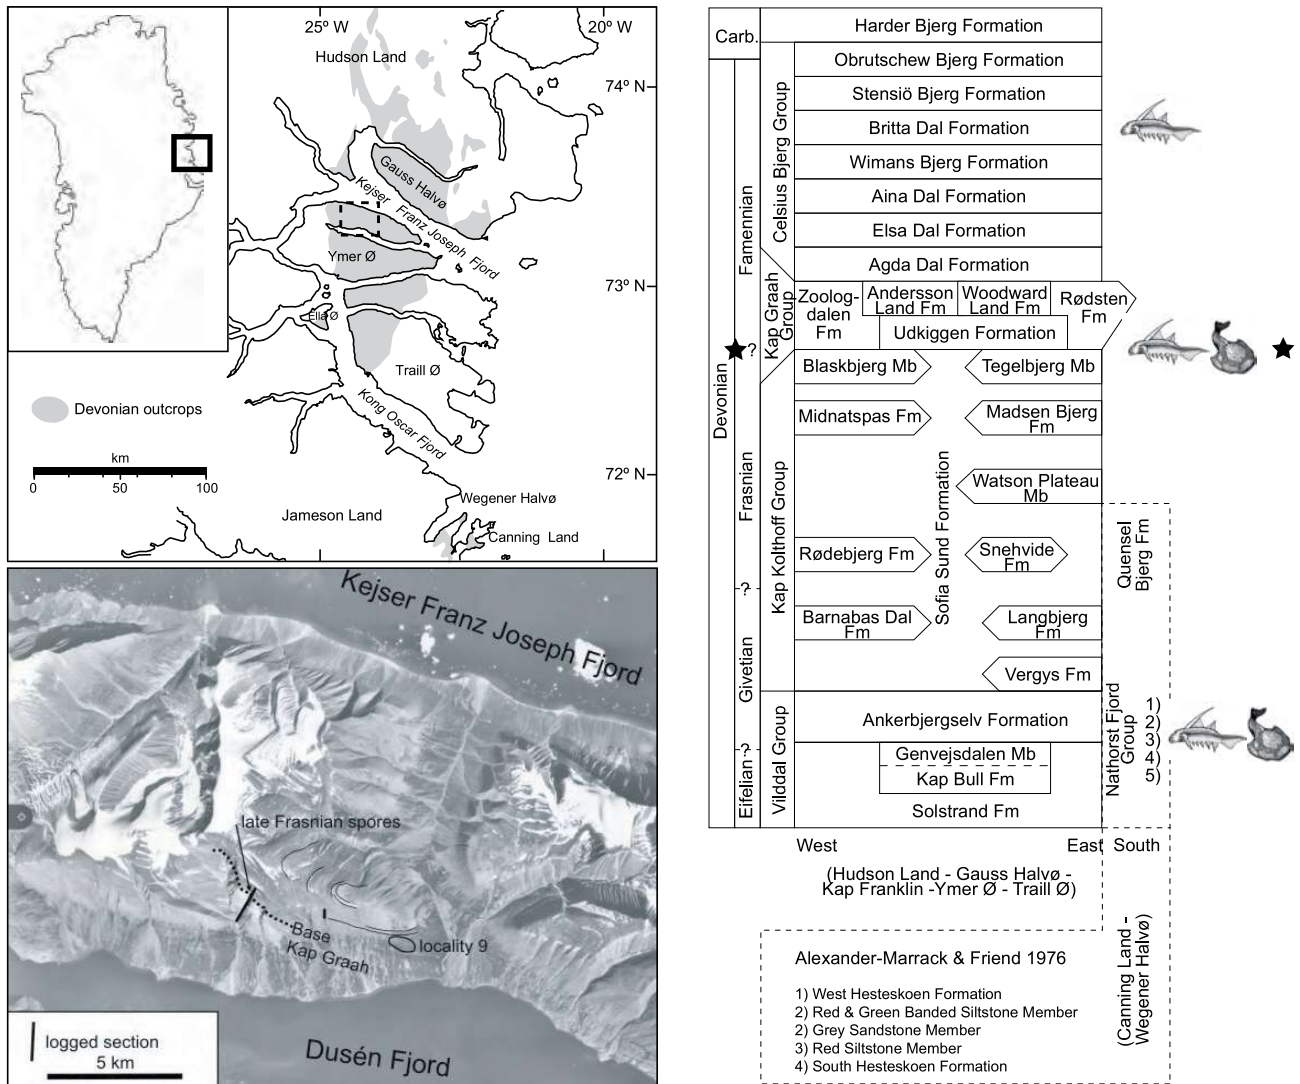 25º W
20º W
Hudson Land
74º N
Gauss Halvø
Kejser Franz Joseph Fjord
Ymer Ø
73º N
Ella Ø
Traill Ø
Devonian outcrops
Kong Oscar Fjord
km
0 50 100
72º N
Wegener Halvø
Jameson Land
Canning Land
Kejser Franz Joseph Fjord
late Frasnian spores
Base
Kap Graah
locality 9
logged section
5 km
Dusén Fjord
Carb.
Devonian
Famennian
?
Frasnian
-?-
Givetian
-?-
Eifelian
Celsius Bjerg Group
Kap Graah
Group
Kap Kolthoff Group
Vilddal Group
Harder Bjerg Formation
Obrutschew Bjerg Formation
Stensiö Bjerg Formation
Britta Dal Formation
Wimans Bjerg Formation
Aina Dal Formation
Elsa Dal Formation
Agda Dal Formation
Zoolog-
dalen
Fm
Andersson
Land Fm
Woodward
Land Fm
Rødsten
Fm
Udkiggen Formation
Blaskbjerg Mb
Tegelbjerg Mb
Midnatspas Fm
Madsen Bjerg
Fm
Sofia Sund Formation
Watson Plateau
Mb
Rødebjerg Fm
Snehvide
Fm
Quensel
Bjerg Fm
Barnabas Dal
Fm
Langbjerg
Fm
Vergys Fm
Ankerbjergselv Formation
Genvejsdalen Mb
Kap Bull Fm
Solstrand Fm
Nathorst Fjord
Group
1)
2)
3)
4)
5)
West
East
South
(Hudson Land - Gauss Halvø -
Kap Franklin -Ymer Ø - Traill Ø)
(Canning Land -
Wegener Halvø)
Alexander-Marrack & Friend 1976
1) West Hesteskoen Formation
2) Red & Green Banded Siltstone Member
2) Grey Sandstone Member
3) Red Siltstone Member
4) South Hesteskoen Formation